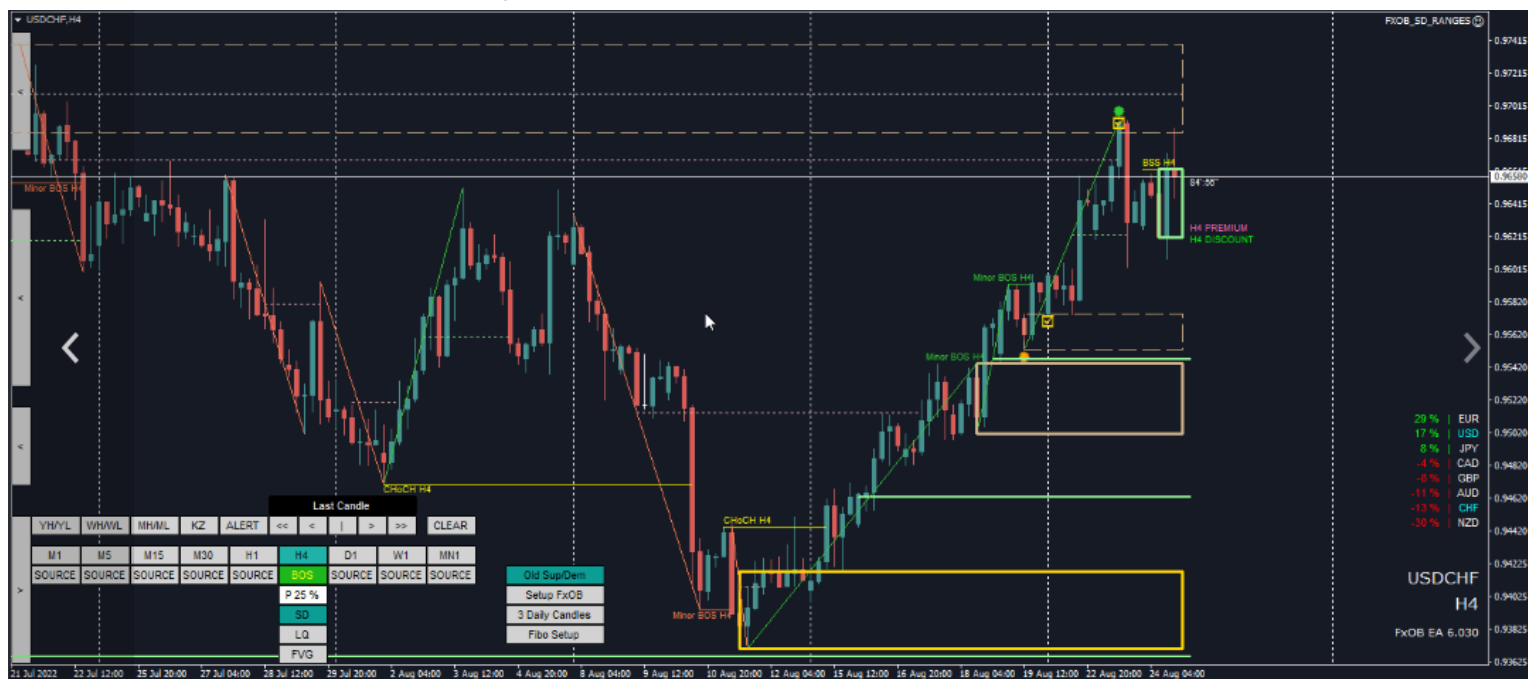 USDCHF,H4
FXOB_SD_RANGES
0.97415
0.97215
0.97015
0.96815
0.96580
0.96415
0.96215
0.96015
0.95820
0.95620
0.95420
0.95220
0.95020
0.94820
0.94620
0.94420
0.94225
0.94025
0.93825
0.93625
Minor BOS H4
BSS H4
H4 PREMIUM
H4 DISCOUNT
Minor BOS H4
Minor BOS H4
CHoCH H4
CHoCH H4
Minor BOS H4
29 % | EUR
17 % | USD
8 % | JPY
-4 % | CAD
-11 % | AUD
-13 % | CHF
-30 % | NZD
USDCHF
H4
FxOB EA 6.030
Last Candle
YH/YL WH/WL MH/ML KZ ALERT << < | > >> CLEAR
M1 M5 M15 M30 H1 H4 D1 W1 MN1
SOURCE SOURCE SOURCE SOURCE SOURCE BOS SOURCE SOURCE SOURCE
P 25 %
SD
LQ
FVG
Old Sup/Dem
Setup FxOB
3 Daily Candles
Fibo Setup
21 Jul 2022 22 Jul 12:00 25 Jul 20:00 27 Jul 04:00 28 Jul 12:00 29 Jul 20:00 2 Aug 04:00 3 Aug 12:00 4 Aug 20:00 8 Aug 04:00 9 Aug 12:00 10 Aug 20:00 12 Aug 04:00 15 Aug 12:00 16 Aug 20:00 18 Aug 04:00 19 Aug 12:00 22 Aug 20:00 24 Aug 04:00